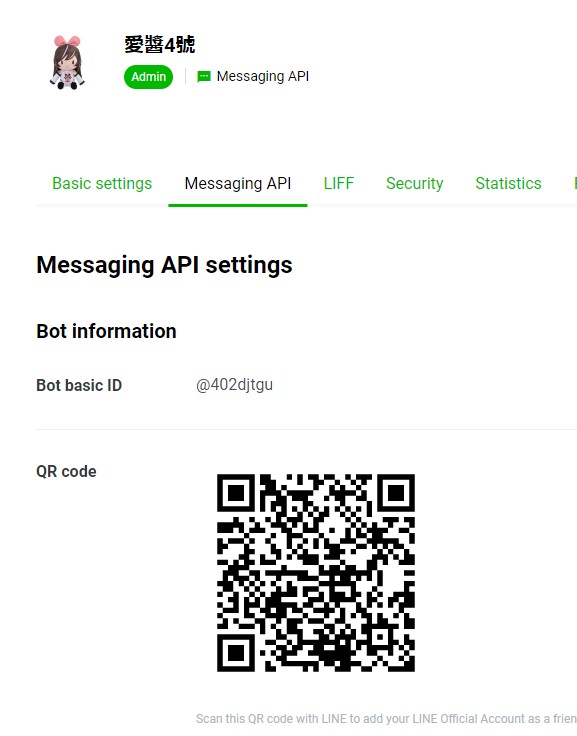 愛醬4號
Admin
Messaging API
Basic settings Messaging API LIFF Security Statistics
Messaging API settings
Bot information
Bot basic ID @402djtgu
QR code
Scan this QR code with LINE to add your LINE Official Account as a frien